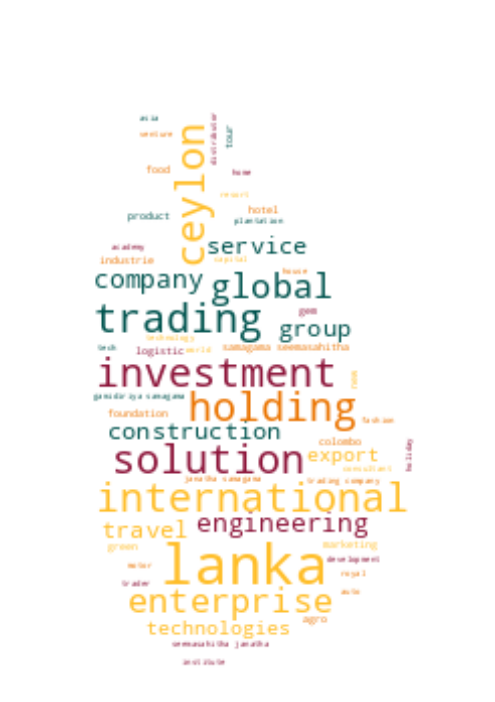 asia
distributor
venture
ceylon
tour
food
home
resort
product
hotel
plantation
academy
service
industrie
capital
company
global
house
trading
gem
group
technology
tech
logistic
world
samagama seemasahitha
investment
room
gamidiriya samagama
holding
foundation
fashion
construction
colombo
solution
export
holiday
consultant
janatha samagama
trading company
international
travel
engineering
green
marketing
lanka
development
motor
royal
trader
enterprise
auto
agro
technologies
seemasahitha janatha
institute